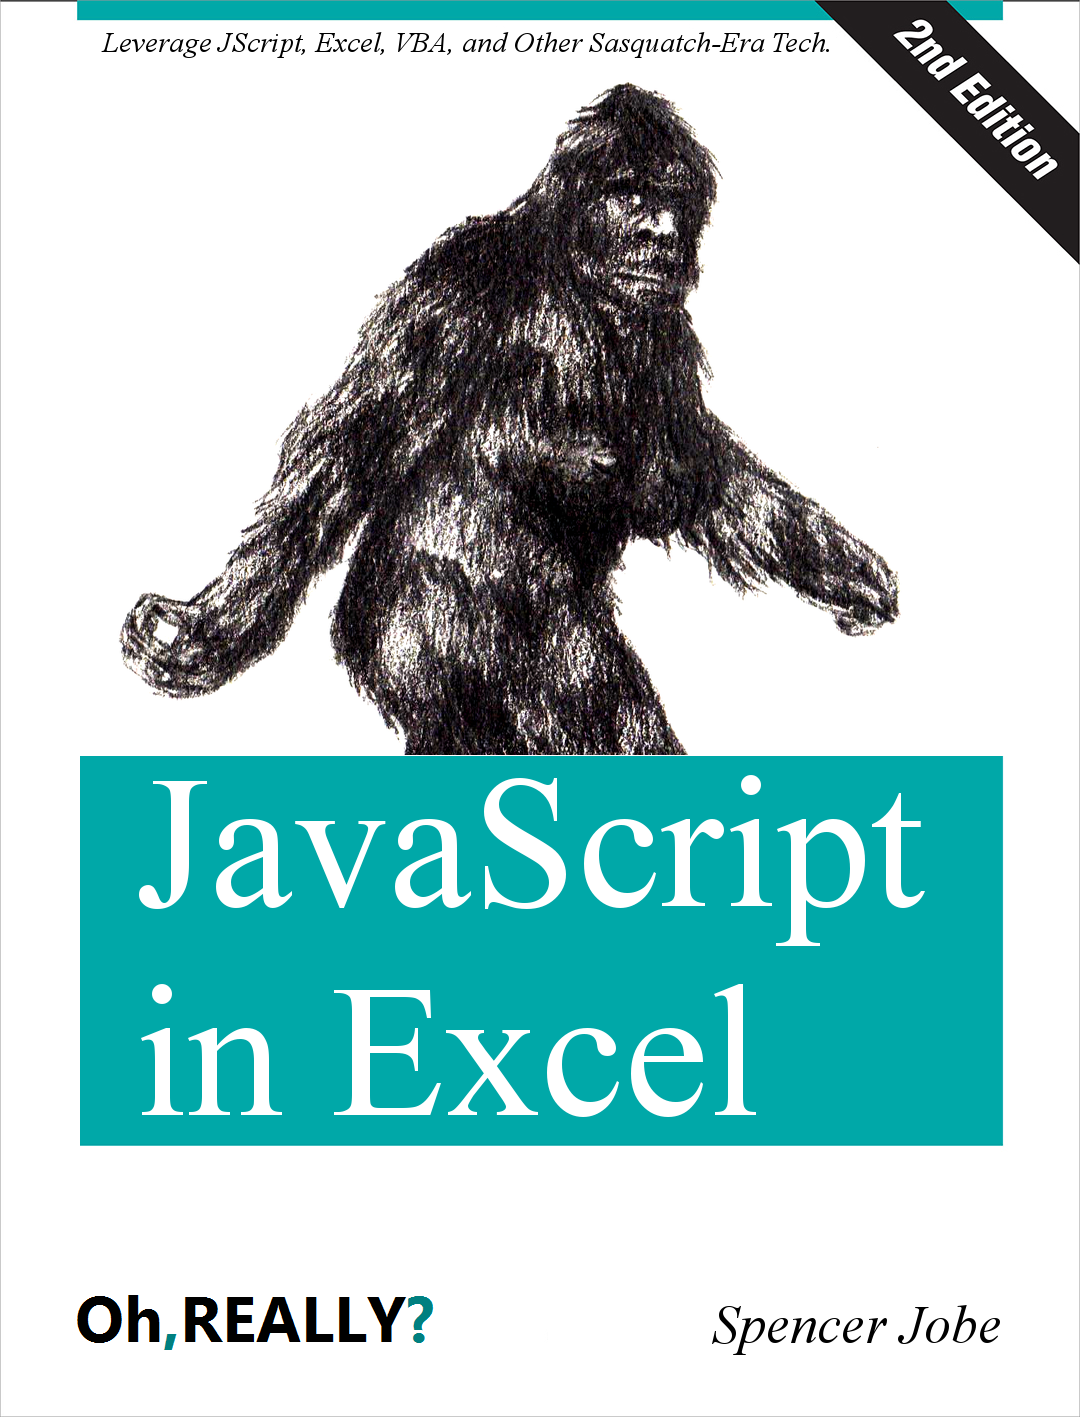 Leverage JScript, Excel, VBA, and Other Sasquatch-Era Tech.
2nd Edition
JavaScript
in Excel
Oh,REALLY?
Spencer Jobe